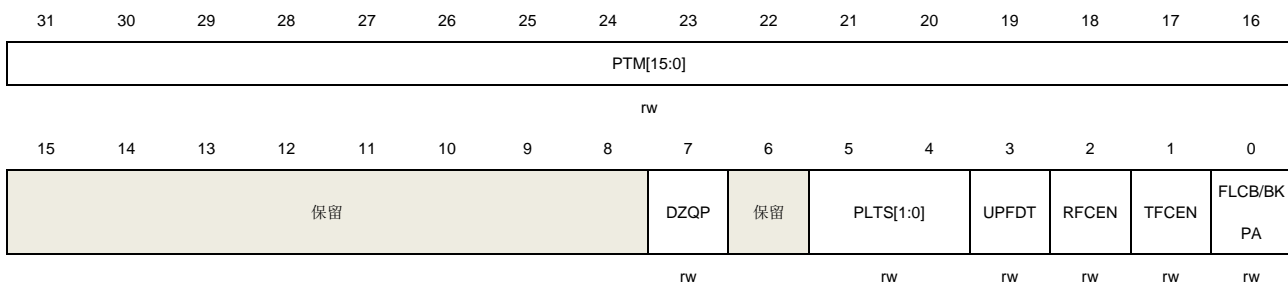 31 30 29 28 27 26 25 24 23 22 21 20 19 18 17 16
PTM[15:0]
rw
15 14 13 12 11 10 9 8 7 6 5 4 3 2 1 0
保留 DZQP 保留 PLTS[1:0] UPFDT RFCEN TFCEN FLCB/BK
PA
rw rw rw rw rw rw